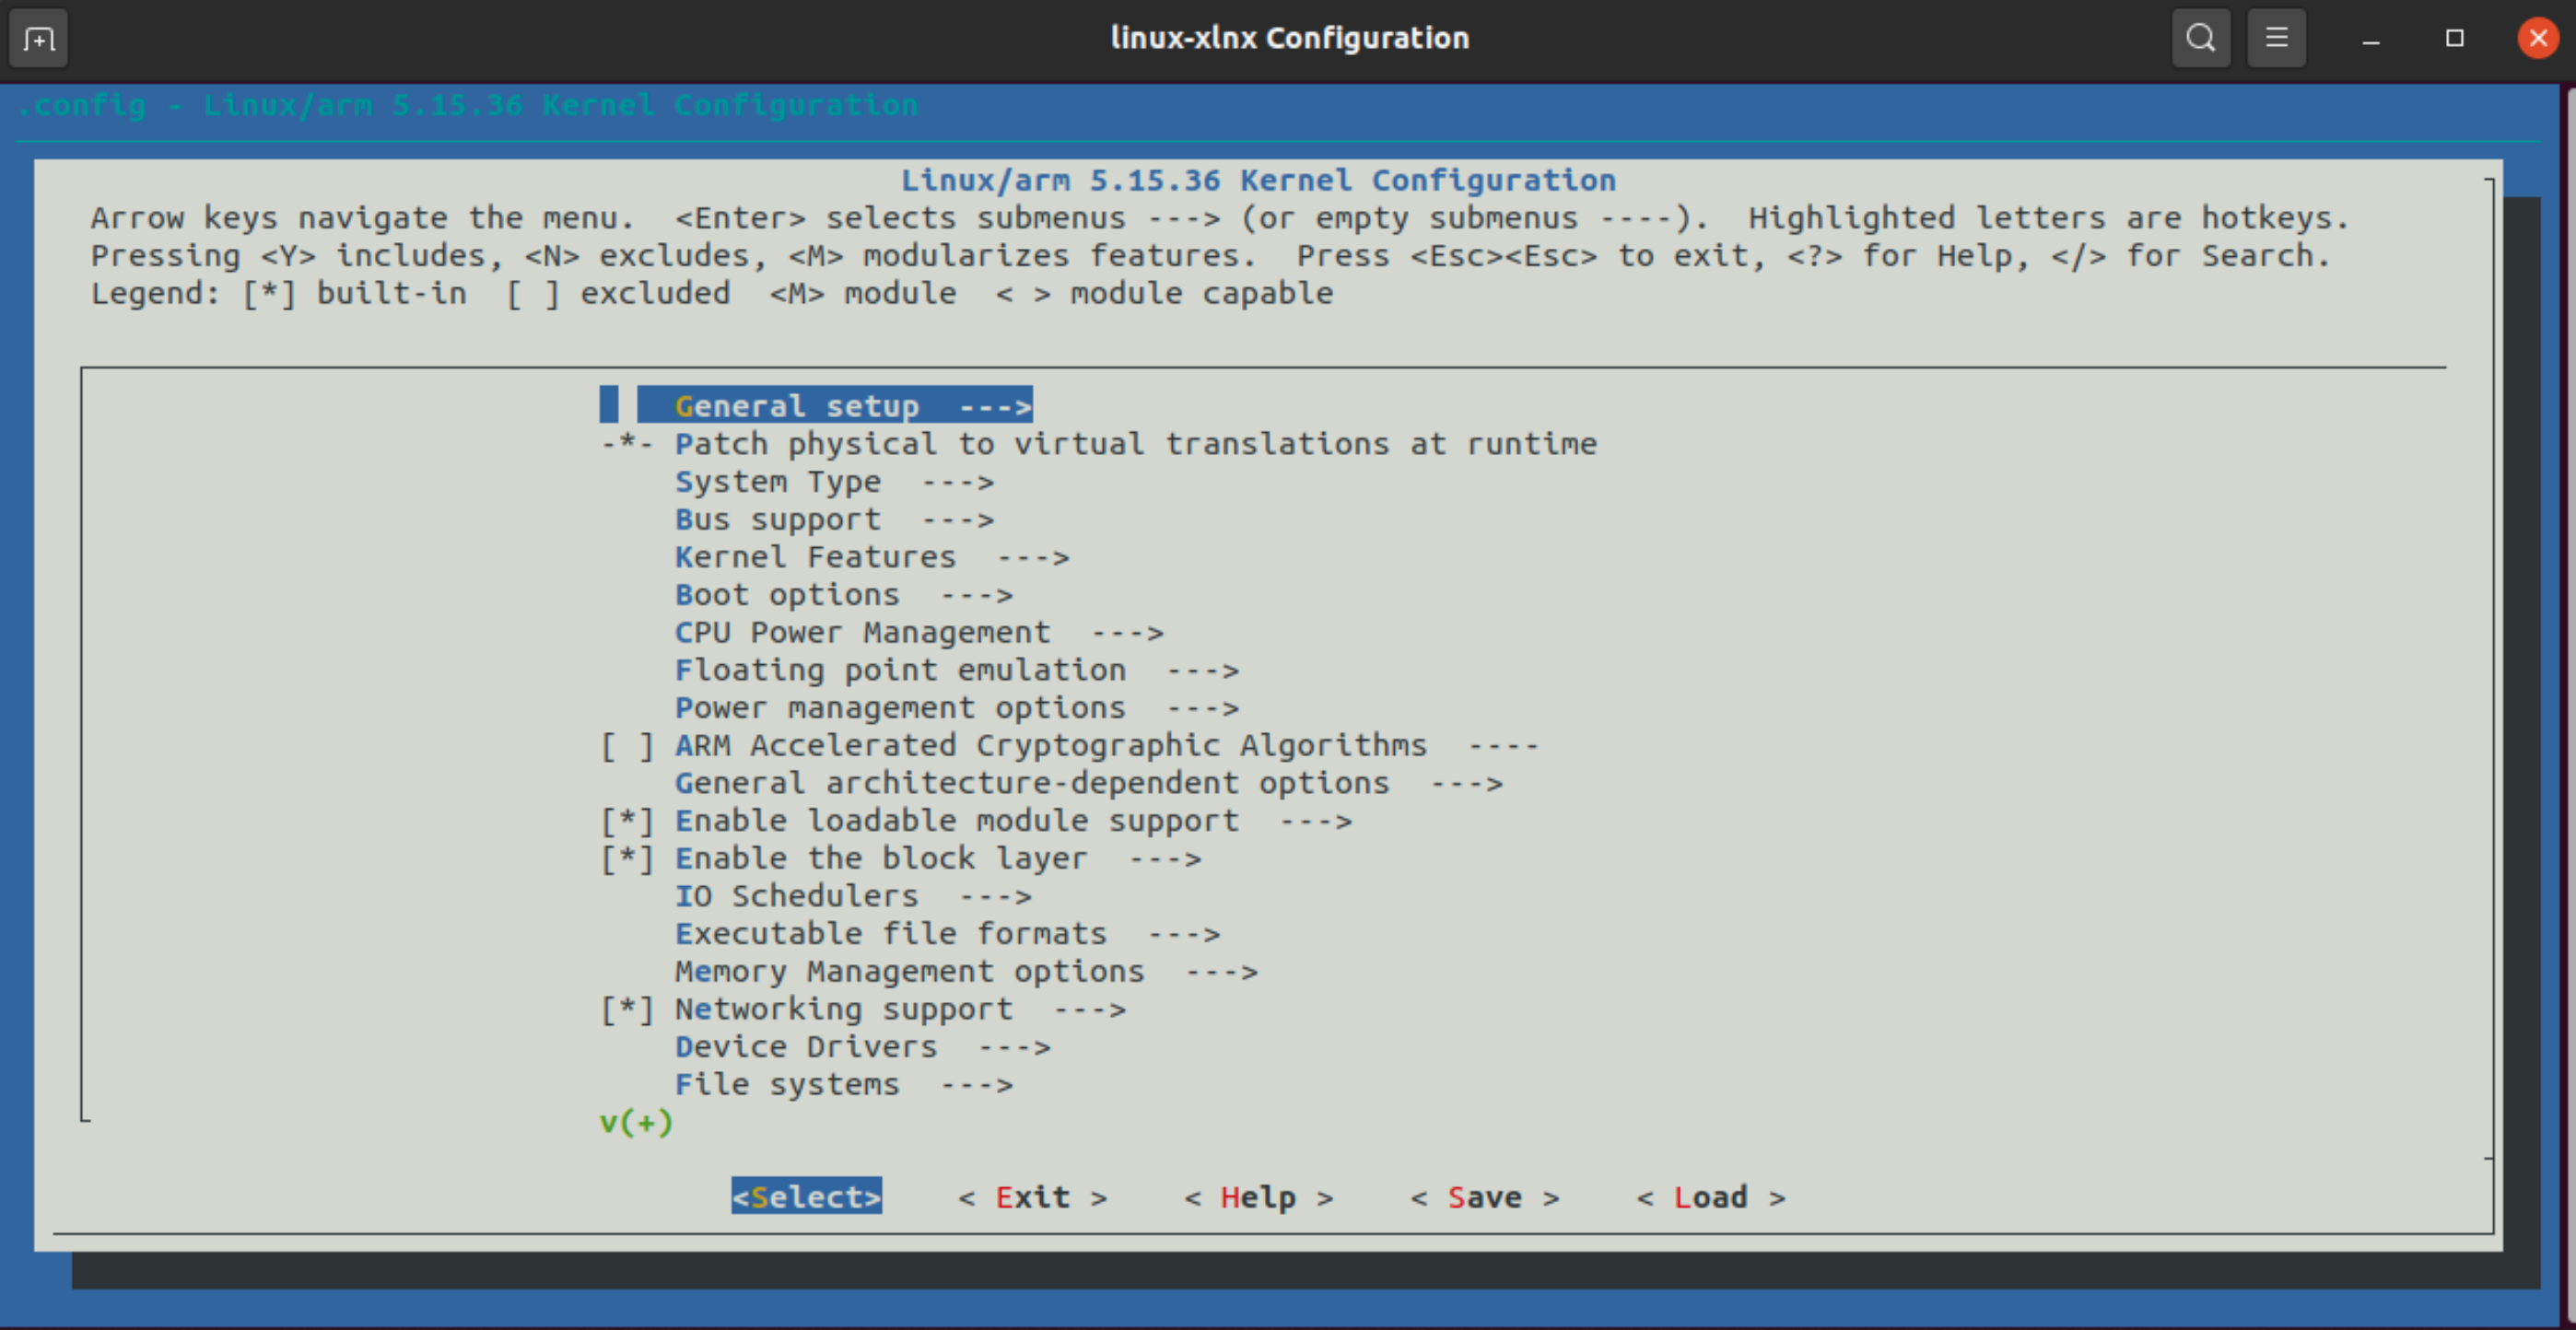 linux-xlnx Configuration
.config - Linux/arm 5.15.36 Kernel Configuration
Linux/arm 5.15.36 Kernel Configuration
Arrow keys navigate the menu.  <Enter> selects submenus ---> (or empty submenus ----).  Highlighted letters are hotkeys.
Pressing <Y> includes, <N> excludes, <M> modularizes features.  Press <Esc><Esc> to exit, <?> for Help, </> for Search.
Legend: [*] built-in  [ ] excluded  <M> module  < > module capable
General setup  --->
-*- Patch physical to virtual translations at runtime
System Type  --->
Bus support  --->
Kernel Features  --->
Boot options  --->
CPU Power Management  --->
Floating point emulation  --->
Power management options  --->
[ ] ARM Accelerated Cryptographic Algorithms  ----
General architecture-dependent options  --->
[*] Enable loadable module support  --->
[*] Enable the block layer  --->
IO Schedulers  --->
Executable file formats  --->
Memory Management options  --->
[*] Networking support  --->
Device Drivers  --->
File systems  --->
v(+)
<Select>    < Exit >    < Help >    < Save >    < Load >